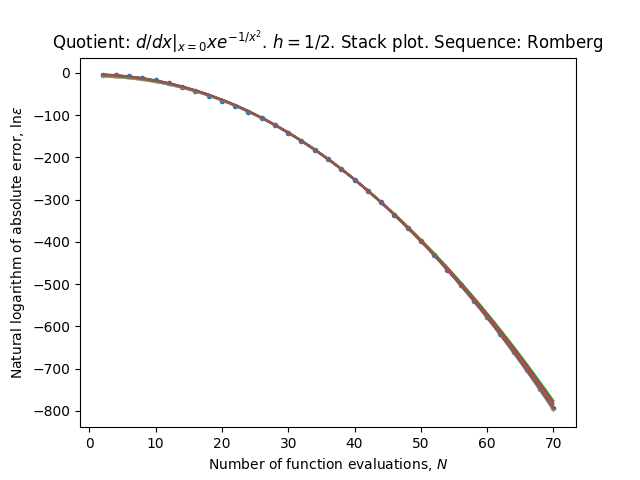 Quotient: $d/dx|_{x=0}xe^{-1/x^2}$. $h = 1/2$. Stack plot. Sequence: Romberg
Natural logarithm of absolute error, lnε
0
−100
−200
−300
−400
−500
−600
−700
−800
0 10 20 30 40 50 60 70
Number of function evaluations, N